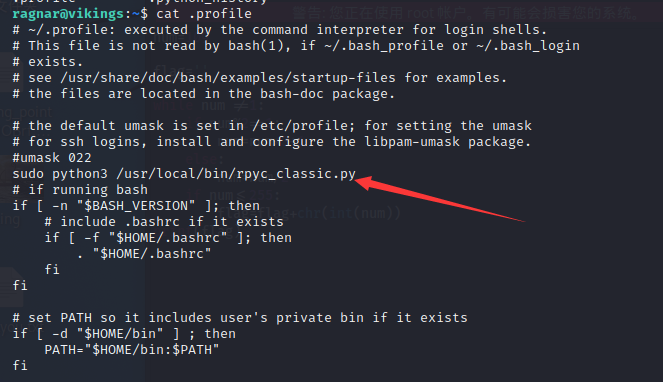 .profile .python_history
ragnar@vikings:~$ cat .profile
# ~/.profile: executed by the command interpreter for login shells.
# This file is not read by bash(1), if ~/.bash_profile or ~/.bash_login
# exists.
# see /usr/share/doc/bash/examples/startup-files for examples.
# the files are located in the bash-doc package.

# the default umask is set in /etc/profile; for setting the umask
# for ssh logins, install and configure the libpam-umask package.
#umask 022
sudo python3 /usr/local/bin/rpyc_classic.py
# if running bash
if [ -n "$BASH_VERSION" ]; then
    # include .bashrc if it exists
    if [ -f "$HOME/.bashrc" ]; then
        . "$HOME/.bashrc"
    fi
fi

# set PATH so it includes user's private bin if it exists
if [ -d "$HOME/bin" ] ; then
    PATH="$HOME/bin:$PATH"
fi